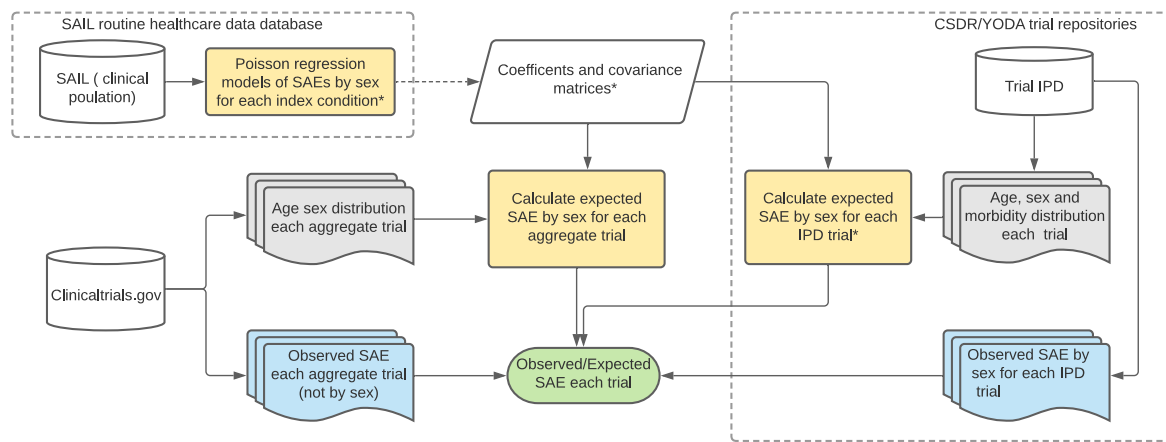 SAIL routine healthcare data database
SAIL ( clinical
poulation)
Poisson regression
models of SAEs by sex
for each index condition*
Coefficents and covariance
matrices*
CSDR/YODA trial repositories
Trial IPD
Age sex distribution
each aggregate trial
Calculate expected
SAE by sex for each
aggregate trial
Calculate expected
SAE by sex for each
IPD trial*
Age, sex and
morbidity distribution
each trial
Clinicaltrials.gov
Observed SAE
each aggregate trial
(not by sex)
Observed/Expected
SAE each trial
Observed SAE by
sex for each IPD
trial